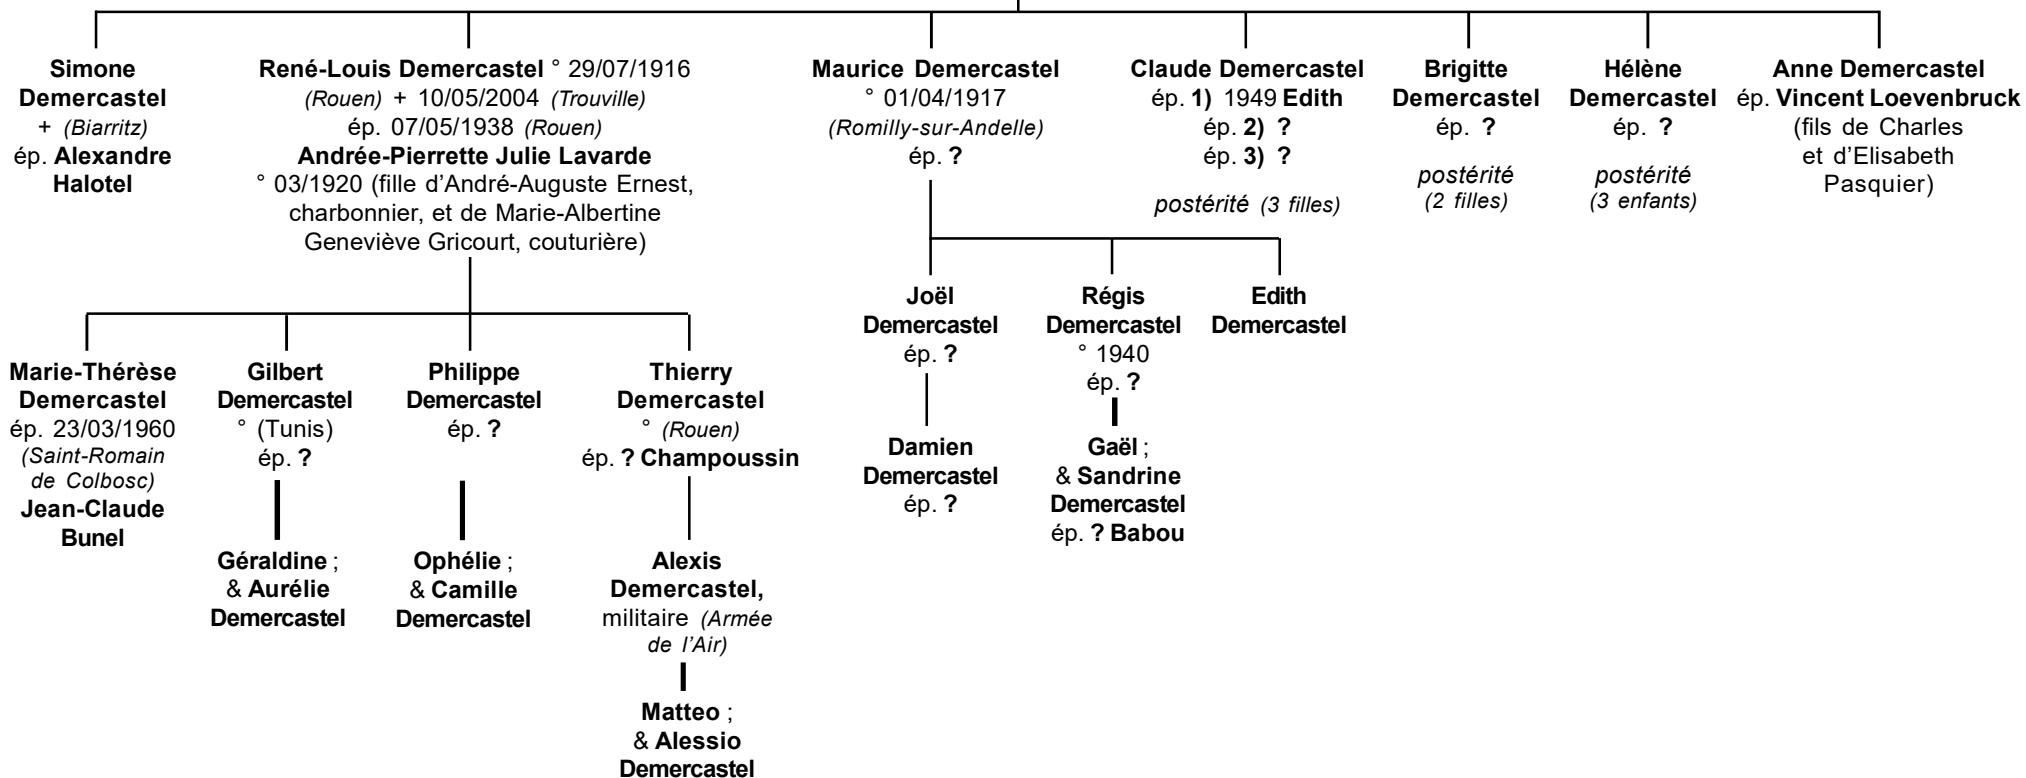 Simone
Demercastel
+ (Biarritz)
ép. Alexandre
Halotel
René-Louis Demercastel ° 29/07/1916
(Rouen) + 10/05/2004 (Trouville)
ép. 07/05/1938 (Rouen)
Andrée-Pierrette Julie Lavarde
° 03/1920 (fille d'André-Auguste Ernest,
charbonnier, et de Marie-Albertine
Geneviève Gricourt, couturière)
Maurice Demercastel
° 01/04/1917
(Romilly-sur-Andelle)
ép. ?
Claude Demercastel
ép. 1) 1949 Edith
ép. 2) ?
ép. 3) ?
postérité (3 filles)
Brigitte
Demercastel
ép. ?
postérité
(2 filles)
Hélène
Demercastel
ép. ?
postérité
(3 enfants)
Anne Demercastel
ép. Vincent Loevenbruck
(fils de Charles
et d'Elisabeth
Pasquier)
Marie-Thérèse
Demercastel
ép. 23/03/1960
(Saint-Romain
de Colbosc)
Jean-Claude
Bunel
Gilbert
Demercastel
° (Tunis)
ép. ?
Philippe
Demercastel
ép. ?
Thierry
Demercastel
° (Rouen)
ép. ? Champoussin
Joël
Demercastel
ép. ?
Régis
Demercastel
° 1940
ép. ?
Edith
Demercastel
Damien
Demercastel
ép. ?
Gaël ;
& Sandrine
Demercastel
ép. ? Babou
Géraldine ;
& Aurélie
Demercastel
Ophélie ;
& Camille
Demercastel
Alexis
Demercastel,
militaire (Armée
de l'Air)
Matteo ;
& Alessio
Demercastel